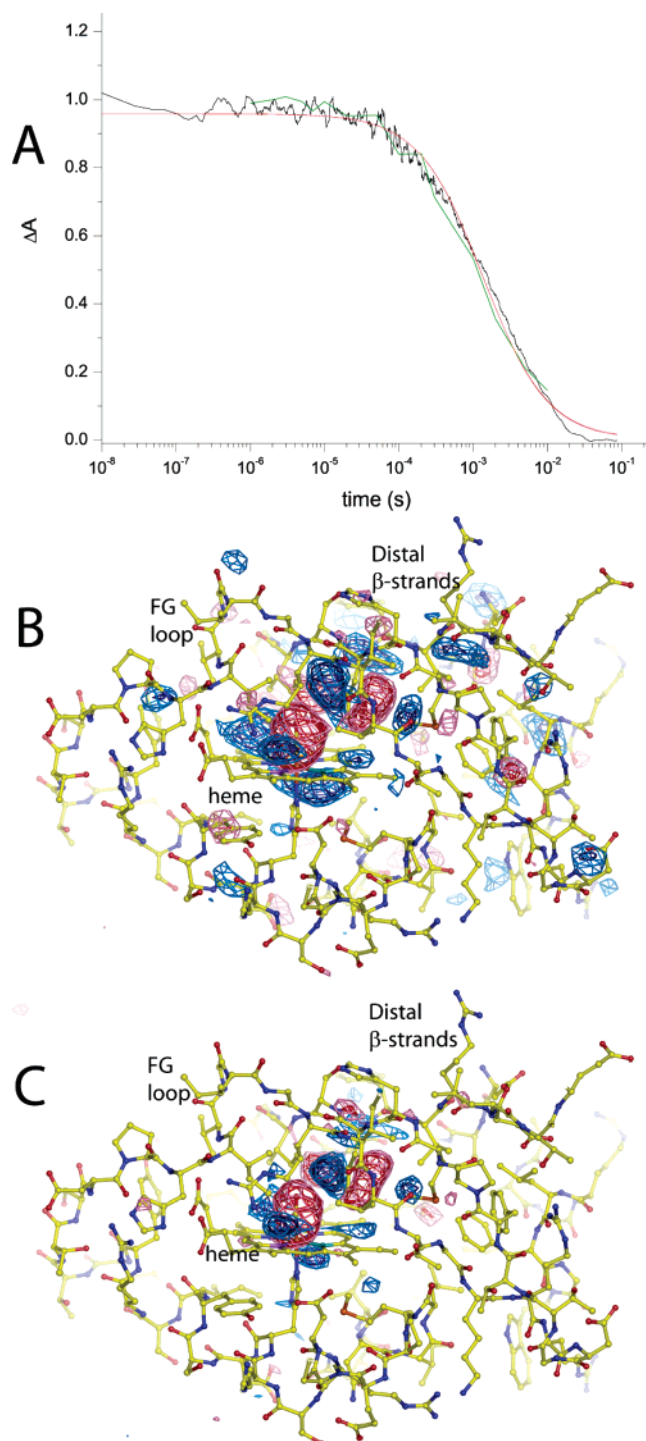 A
ΔA
1.2
1.0
0.8
0.6
0.4
0.2
0.0
10⁻⁸ 10⁻⁷ 10⁻⁶ 10⁻⁵ 10⁻⁴ 10⁻³ 10⁻² 10⁻¹
time (s)
B
FG
loop
Distal
β-strands
heme
C
FG
loop
Distal
β-strands
heme